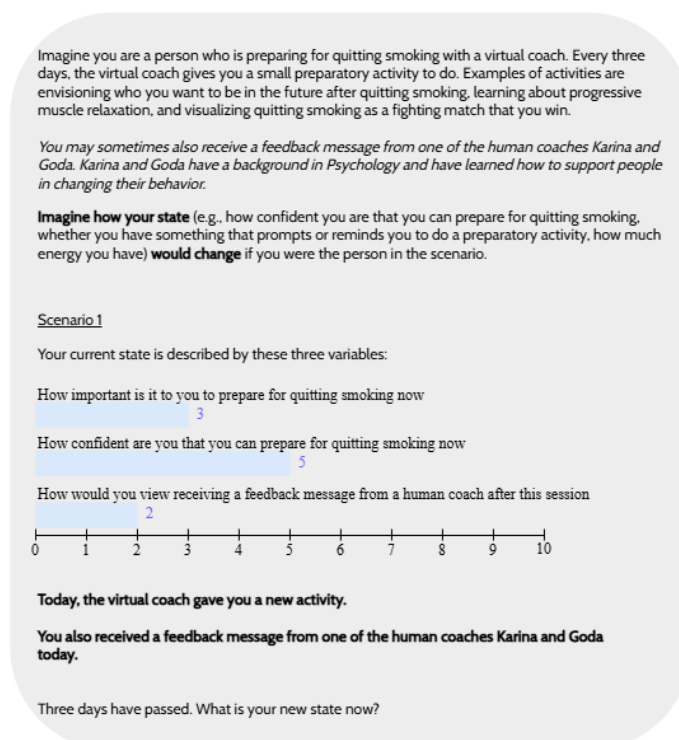 Imagine you are a person who is preparing for quitting smoking with a virtual coach. Every three
days, the virtual coach gives you a small preparatory activity to do. Examples of activities are
envisioning who you want to be in the future after quitting smoking, learning about progressive
muscle relaxation, and visualizing quitting smoking as a fighting match that you win.
You may sometimes also receive a feedback message from one of the human coaches Karina and
Goda. Karina and Goda have a background in Psychology and have learned how to support people
in changing their behavior.
Imagine how your state (e.g., how confident you are that you can prepare for quitting smoking,
whether you have something that prompts or reminds you to do a preparatory activity, how much
energy you have) would change if you were the person in the scenario.
Scenario 1
Your current state is described by these three variables:
How important is it to you to prepare for quitting smoking now
3
How confident are you that you can prepare for quitting smoking now
5
How would you view receiving a feedback message from a human coach after this session
2
0 1 2 3 4 5 6 7 8 9 10
Today, the virtual coach gave you a new activity.
You also received a feedback message from one of the human coaches Karina and Goda
today.
Three days have passed. What is your new state now?